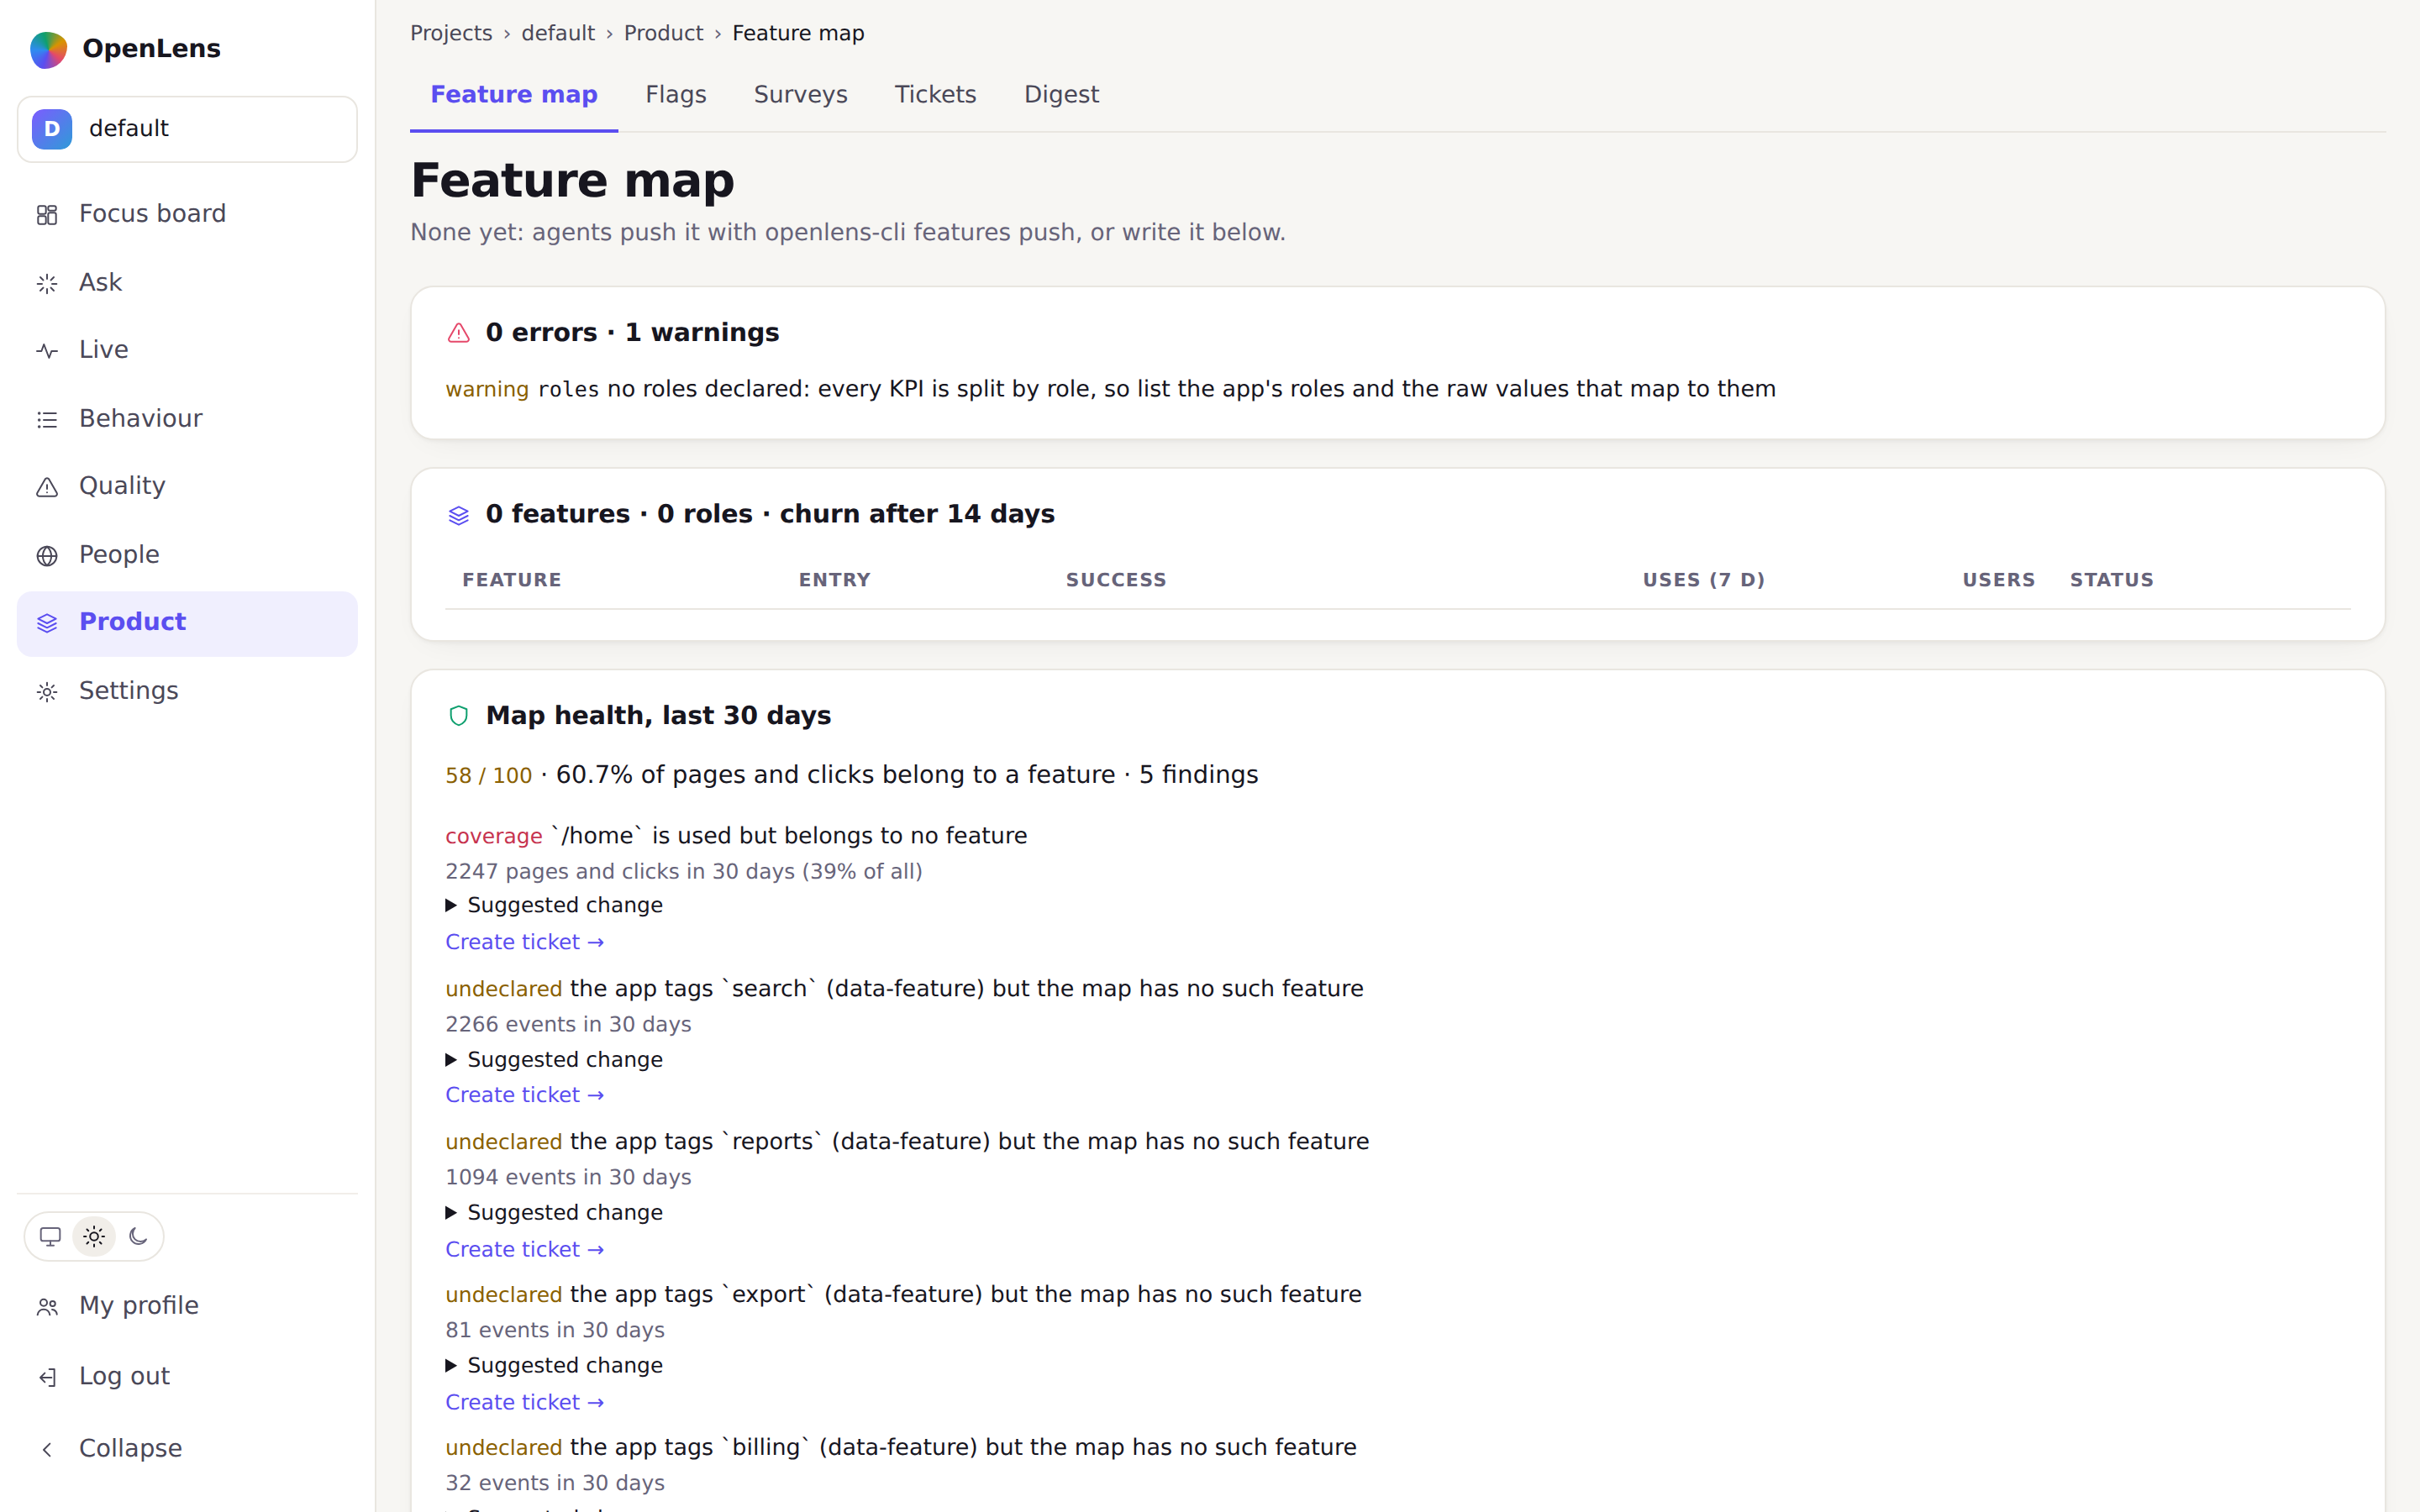 OpenLens
D default
Focus board
Ask
Live
Behaviour
Quality
People
Product
Settings
My profile
Log out
Collapse
Projects › default › Product › Feature map
Feature map Flags Surveys Tickets Digest
Feature map
None yet: agents push it with openlens-cli features push, or write it below.
0 errors · 1 warnings
warning roles no roles declared: every KPI is split by role, so list the app's roles and the raw values that map to them
0 features · 0 roles · churn after 14 days
FEATURE ENTRY SUCCESS USES (7 D) USERS STATUS
Map health, last 30 days
58 / 100 · 60.7% of pages and clicks belong to a feature · 5 findings
coverage `/home` is used but belongs to no feature
2247 pages and clicks in 30 days (39% of all)
▶ Suggested change
Create ticket →
undeclared the app tags `search` (data-feature) but the map has no such feature
2266 events in 30 days
▶ Suggested change
Create ticket →
undeclared the app tags `reports` (data-feature) but the map has no such feature
1094 events in 30 days
▶ Suggested change
Create ticket →
undeclared the app tags `export` (data-feature) but the map has no such feature
81 events in 30 days
▶ Suggested change
Create ticket →
undeclared the app tags `billing` (data-feature) but the map has no such feature
32 events in 30 days